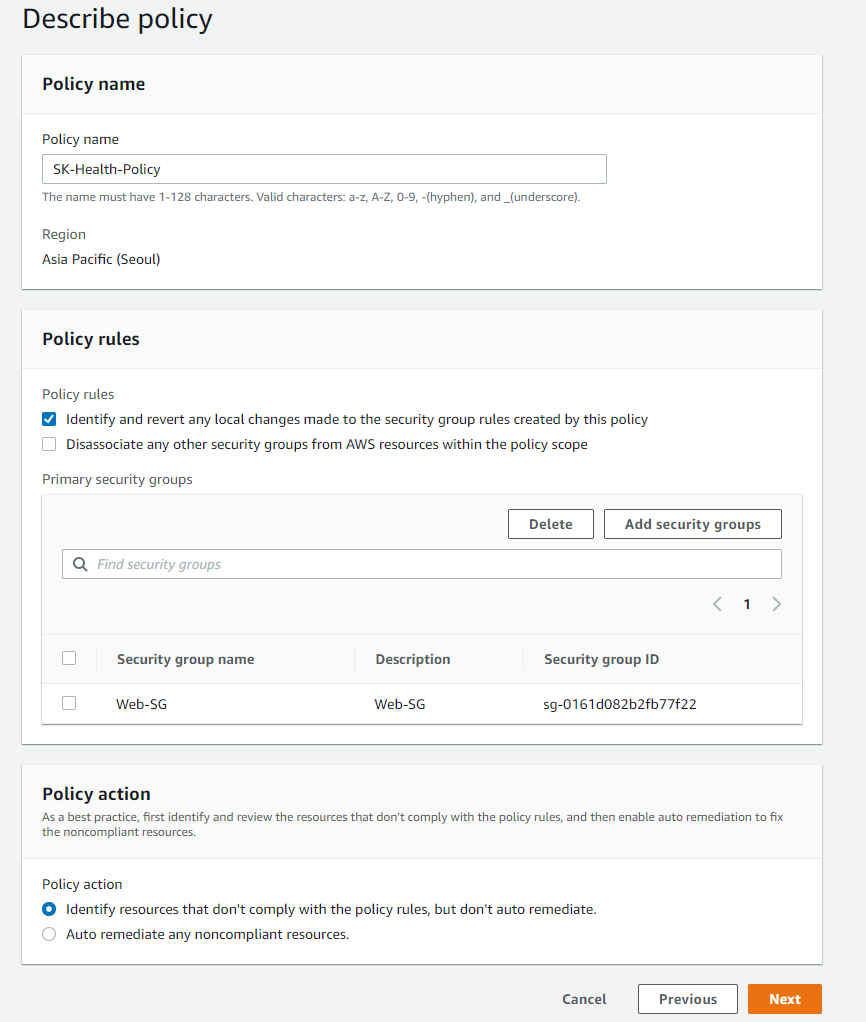 Describe policy
Policy name
Policy name
SK-Health-Policy
The name must have 1-128 characters. Valid characters: a-z, A-Z, 0-9, -(hyphen), and _(underscore).
Region
Asia Pacific (Seoul)
Policy rules
Policy rules
Identify and revert any local changes made to the security group rules created by this policy
Disassociate any other security groups from AWS resources within the policy scope
Primary security groups
Delete Add security groups
Find security groups
1
Security group name Description Security group ID
Web-SG Web-SG sg-0161d082b2fb77f22
Policy action
As a best practice, first identify and review the resources that don't comply with the policy rules, and then enable auto remediation to fix
the noncompliant resources.
Policy action
Identify resources that don't comply with the policy rules, but don't auto remediate.
Auto remediate any noncompliant resources.
Cancel Previous Next